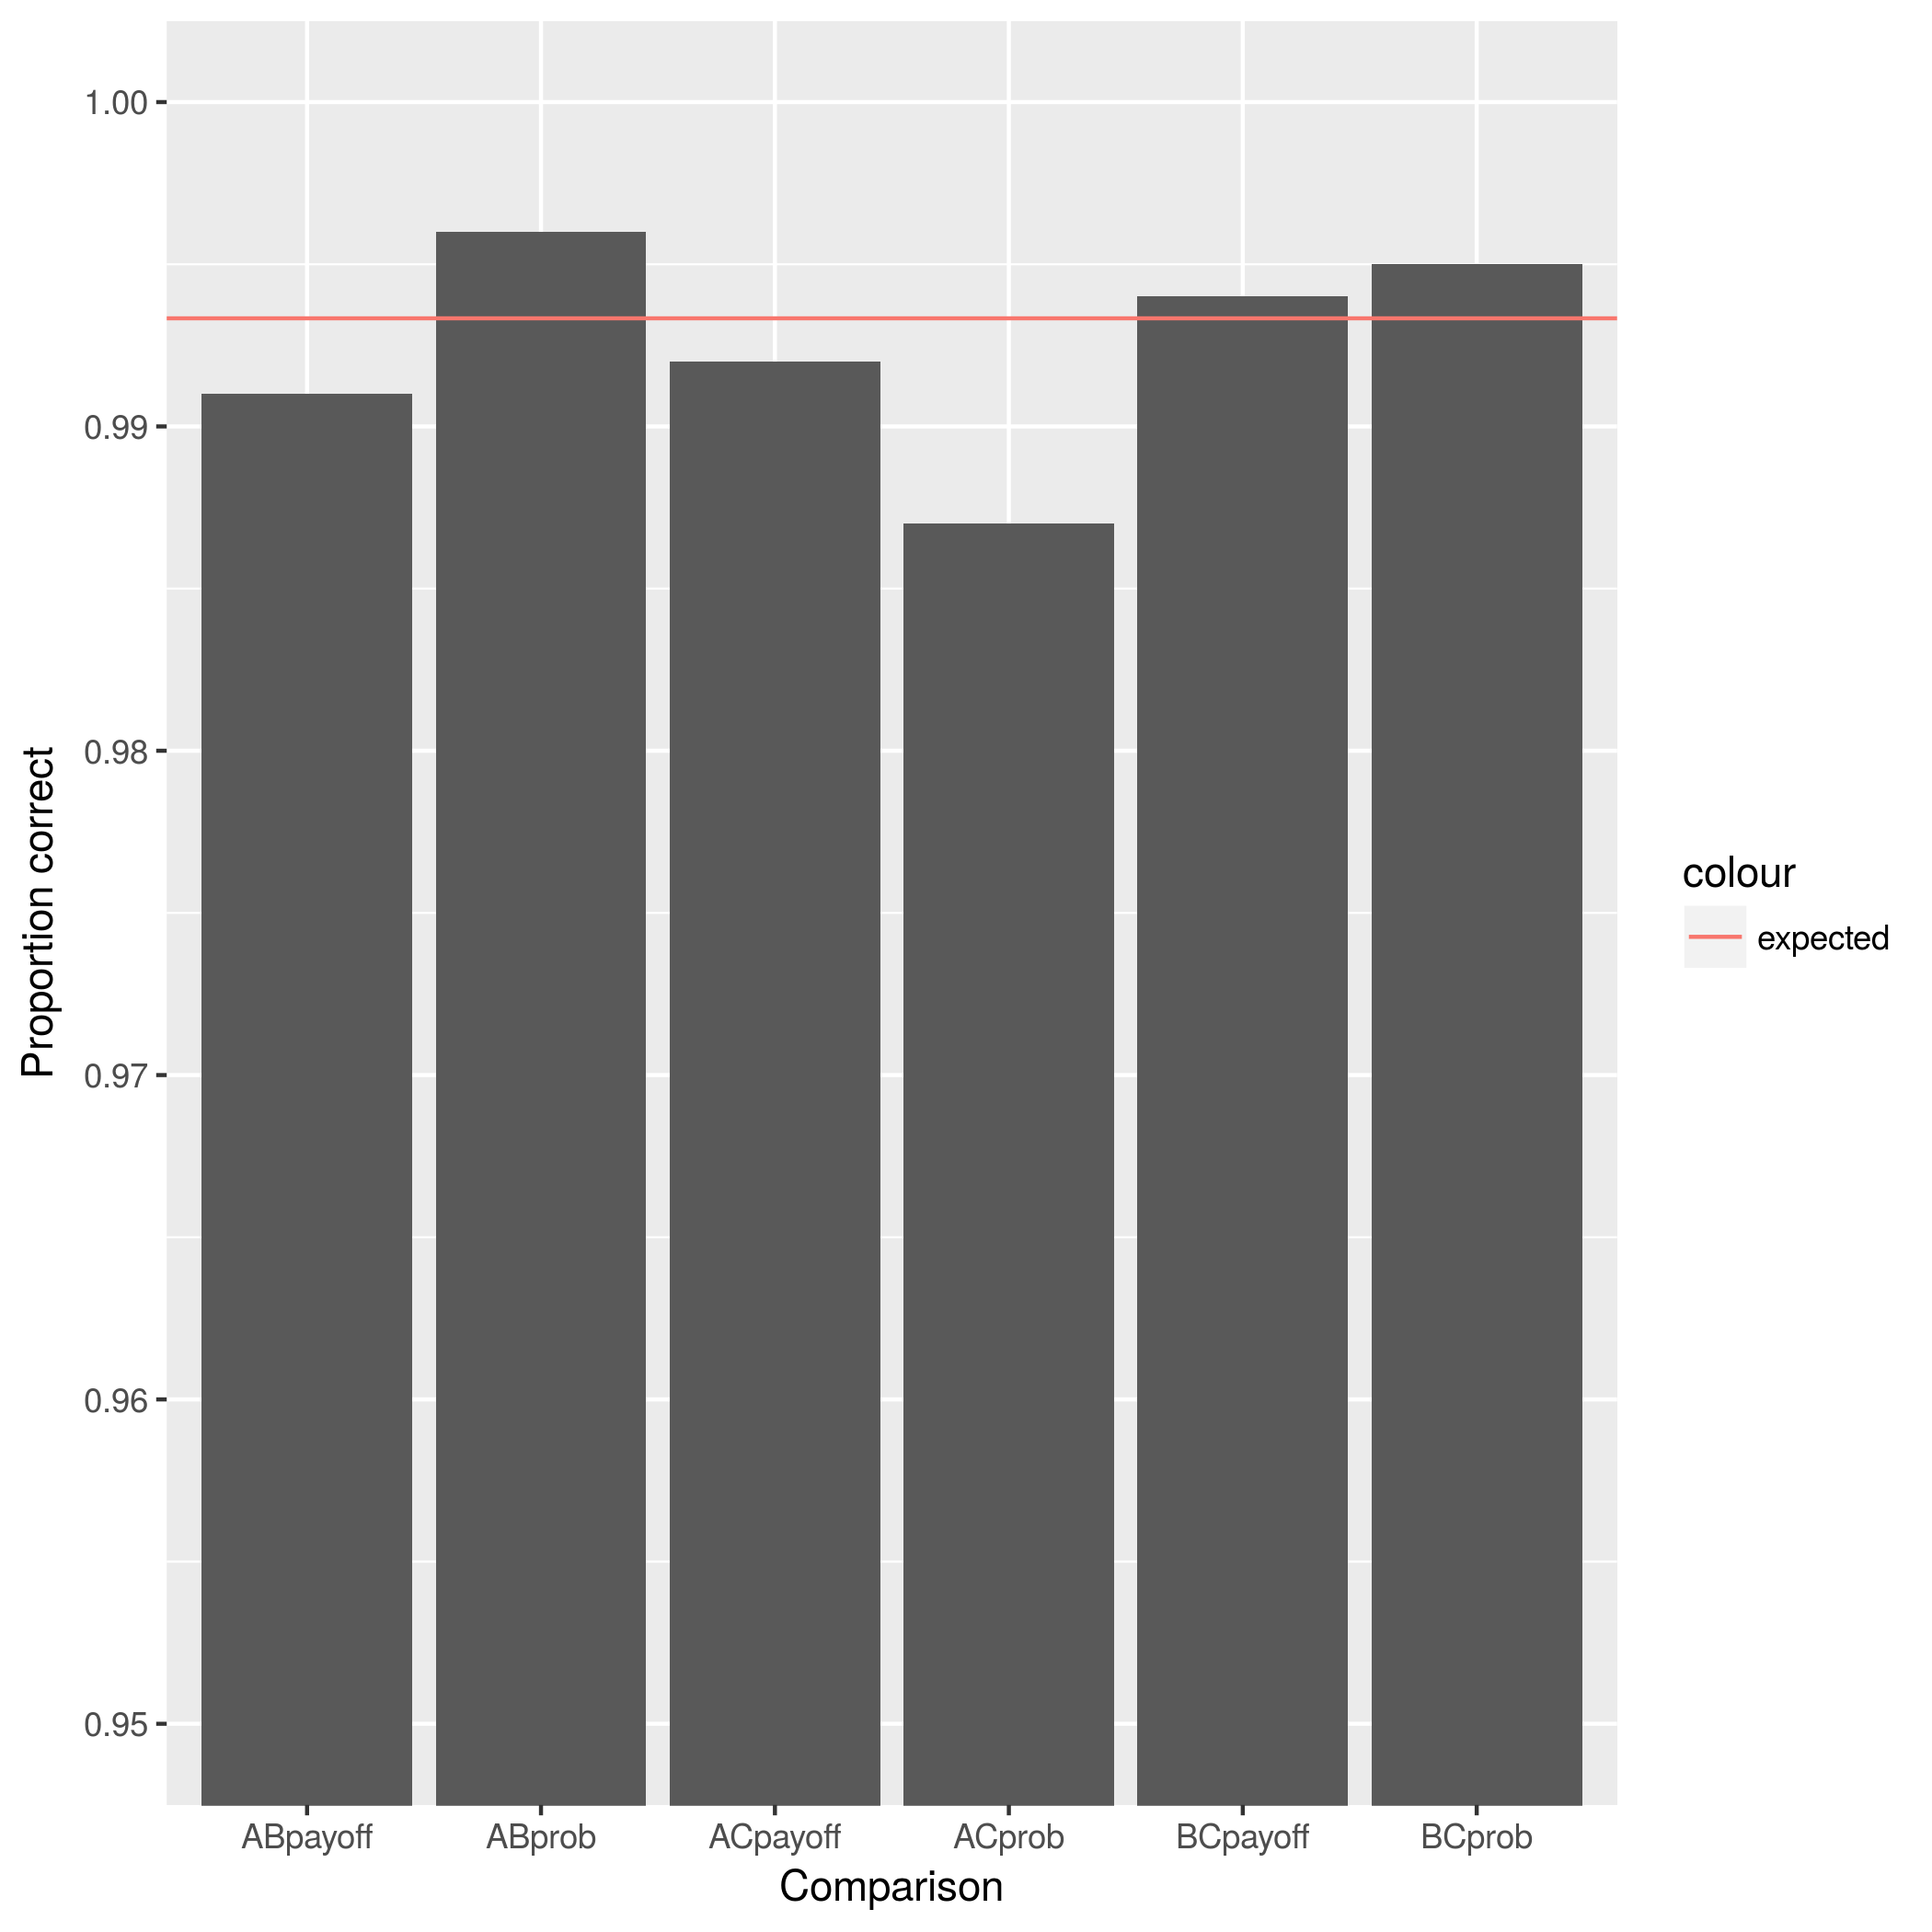 1.00
0.99
0.98
0.97
0.96
0.95
Proportion correct
ABpayoff ABprob ACpayoff ACprob BCpayoff BCprob
Comparison
colour
expected